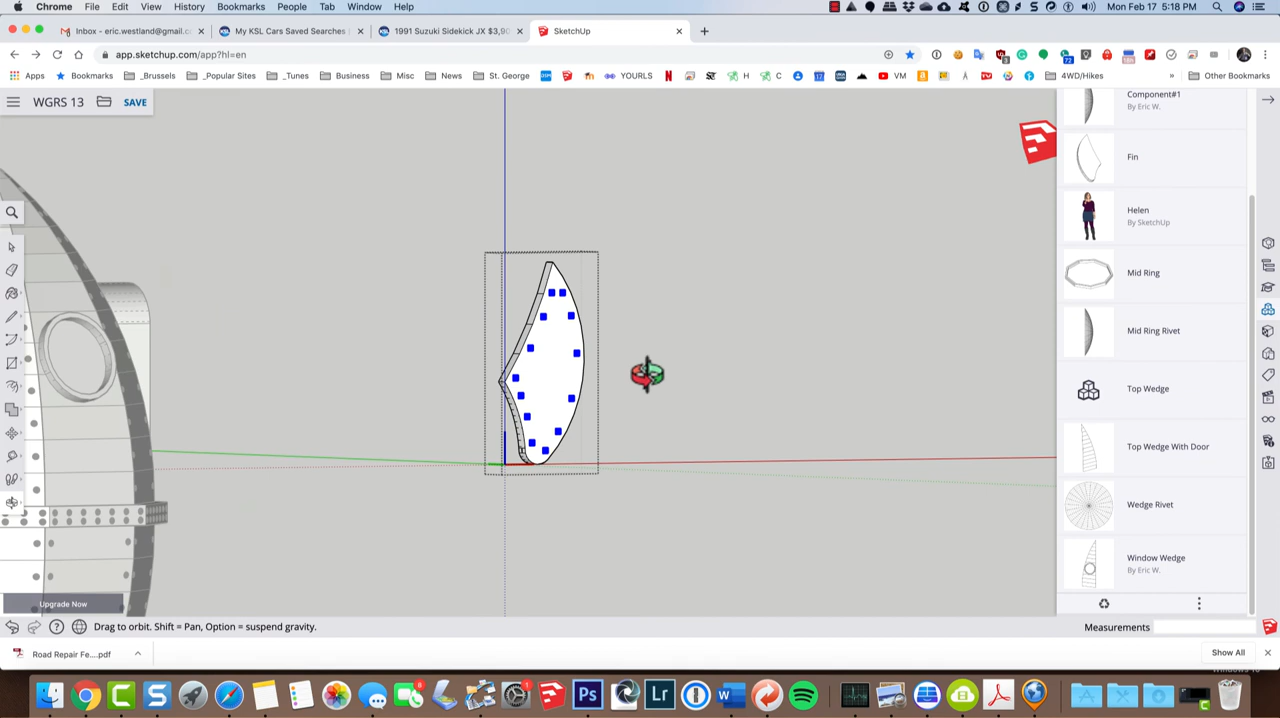 Chrome File Edit View History Bookmarks People Tab Window Help Mon Feb 17 5:18 PM
Inbox - eric.westland@gmail.c
My KSL Cars Saved Searches
1991 Suzuki Sidekick JX $3,90
SketchUp
app.sketchup.com/app?hl=en
Apps Bookmarks _Brussels _Popular Sites _Tunes Business Misc News St. George YOURLS H C VM 4WD/Hikes » Other Bookmarks
WGRS 13 SAVE
Component#1
By Eric W.
Fin
Helen
By SketchUp
Mid Ring
Mid Ring Rivet
Top Wedge
Top Wedge With Door
Wedge Rivet
Window Wedge
By Eric W.
Upgrade Now
Drag to orbit. Shift = Pan, Option = suspend gravity. Measurements
Road Repair Fe....pdf Show All
Ps Lr W